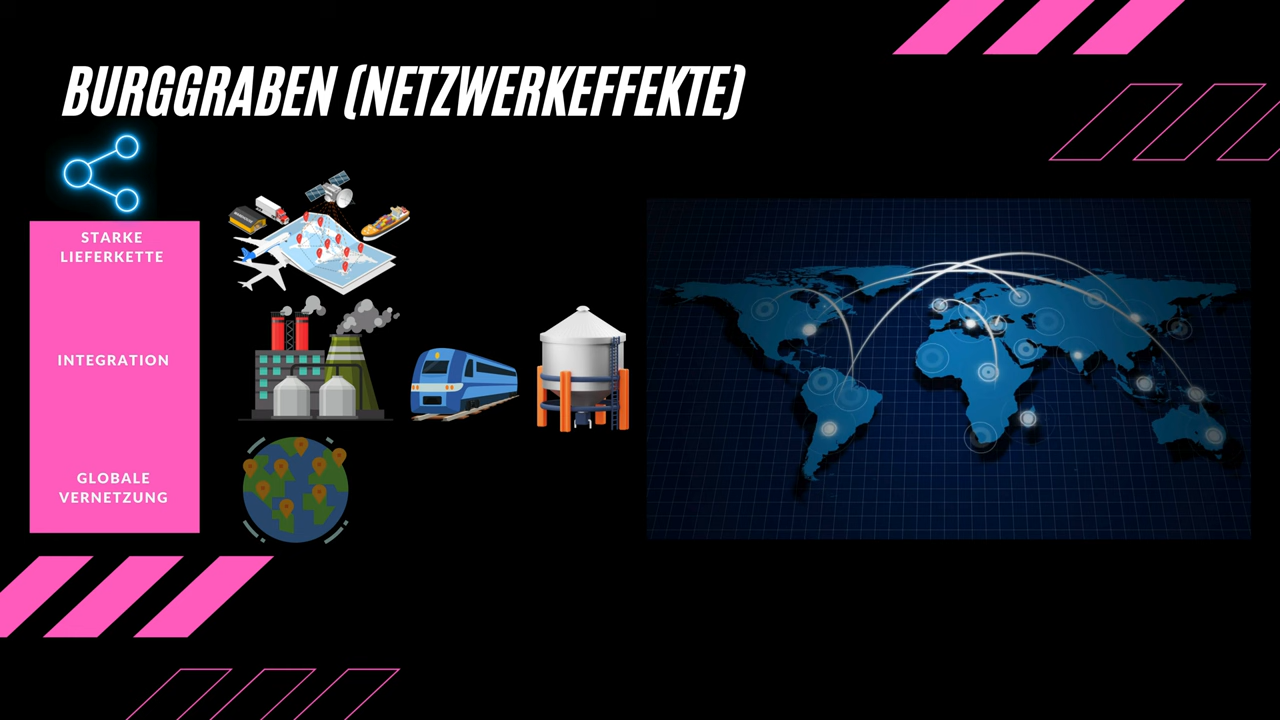 BURGGRABEN (NETZWERKEFFEKTE)
STARKE
LIEFERKETTE
INTEGRATION
GLOBALE
VERNETZUNG